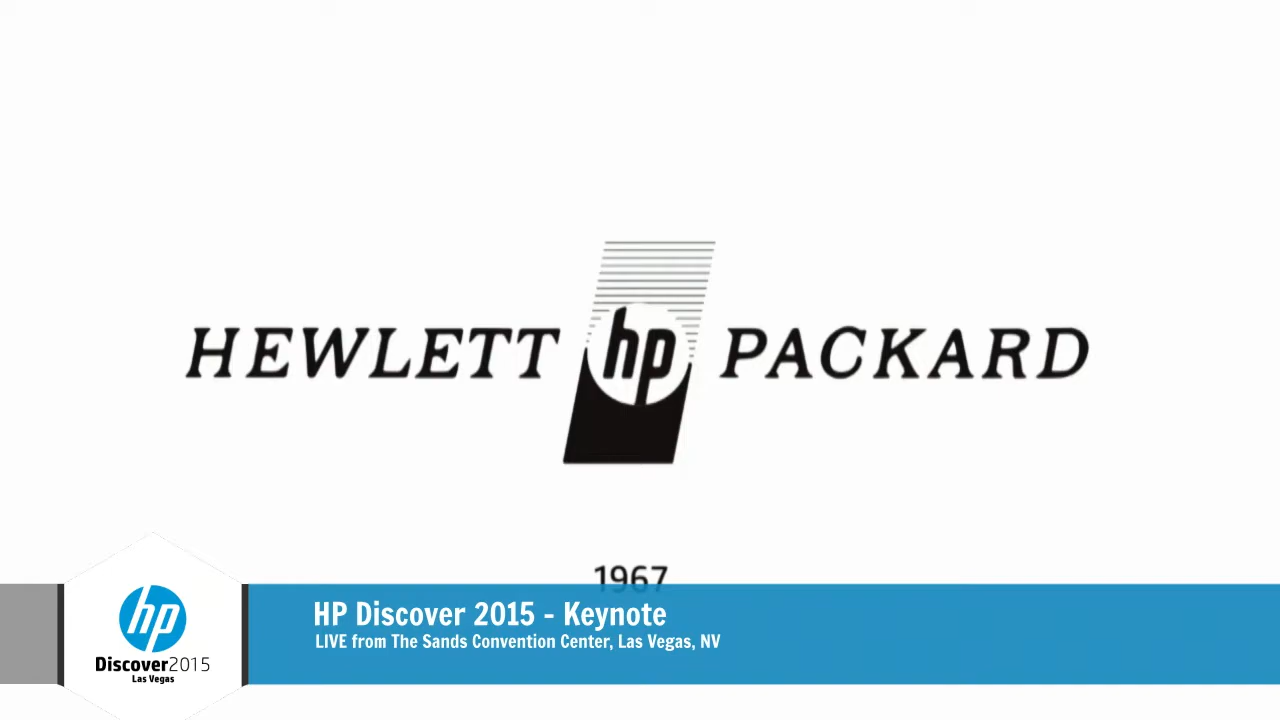 HEWLETT hp PACKARD
1967
HP Discover 2015 - Keynote
LIVE from The Sands Convention Center, Las Vegas, NV
hp
Discover2015
Las Vegas